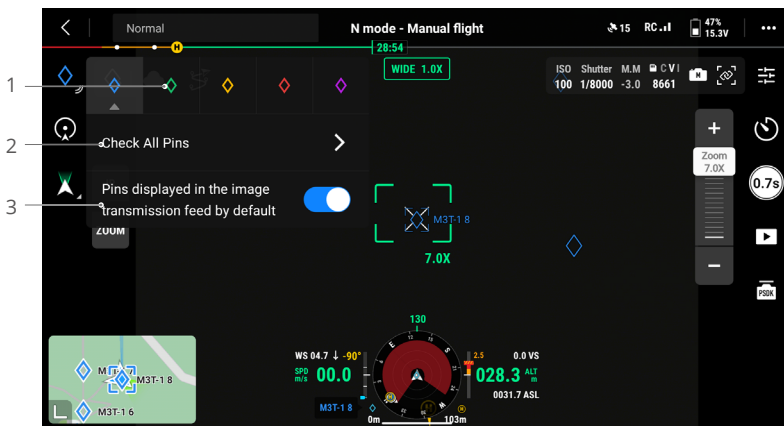 Normal
N mode - Manual flight
15
RC
47%
15.3V
H
28:54
1
WIDE 1.0X
ISO Shutter M.M C V I
100 1/8000 -3.0 8661
2
Check All Pins
Zoom
7.0X
3
Pins displayed in the image
transmission feed by default
0.7s
ZOOM
M3T-1 8
7.0X
PSDK
130
WS 04.7 ↓ -90°
2.5
0.0 VS
SPD
m/s
00.0
028.3 ALT
m
0031.7 ASL
E
S
W
12
15
M3T-1 8
0m
103m
M3T-1 8
M3T-1 6